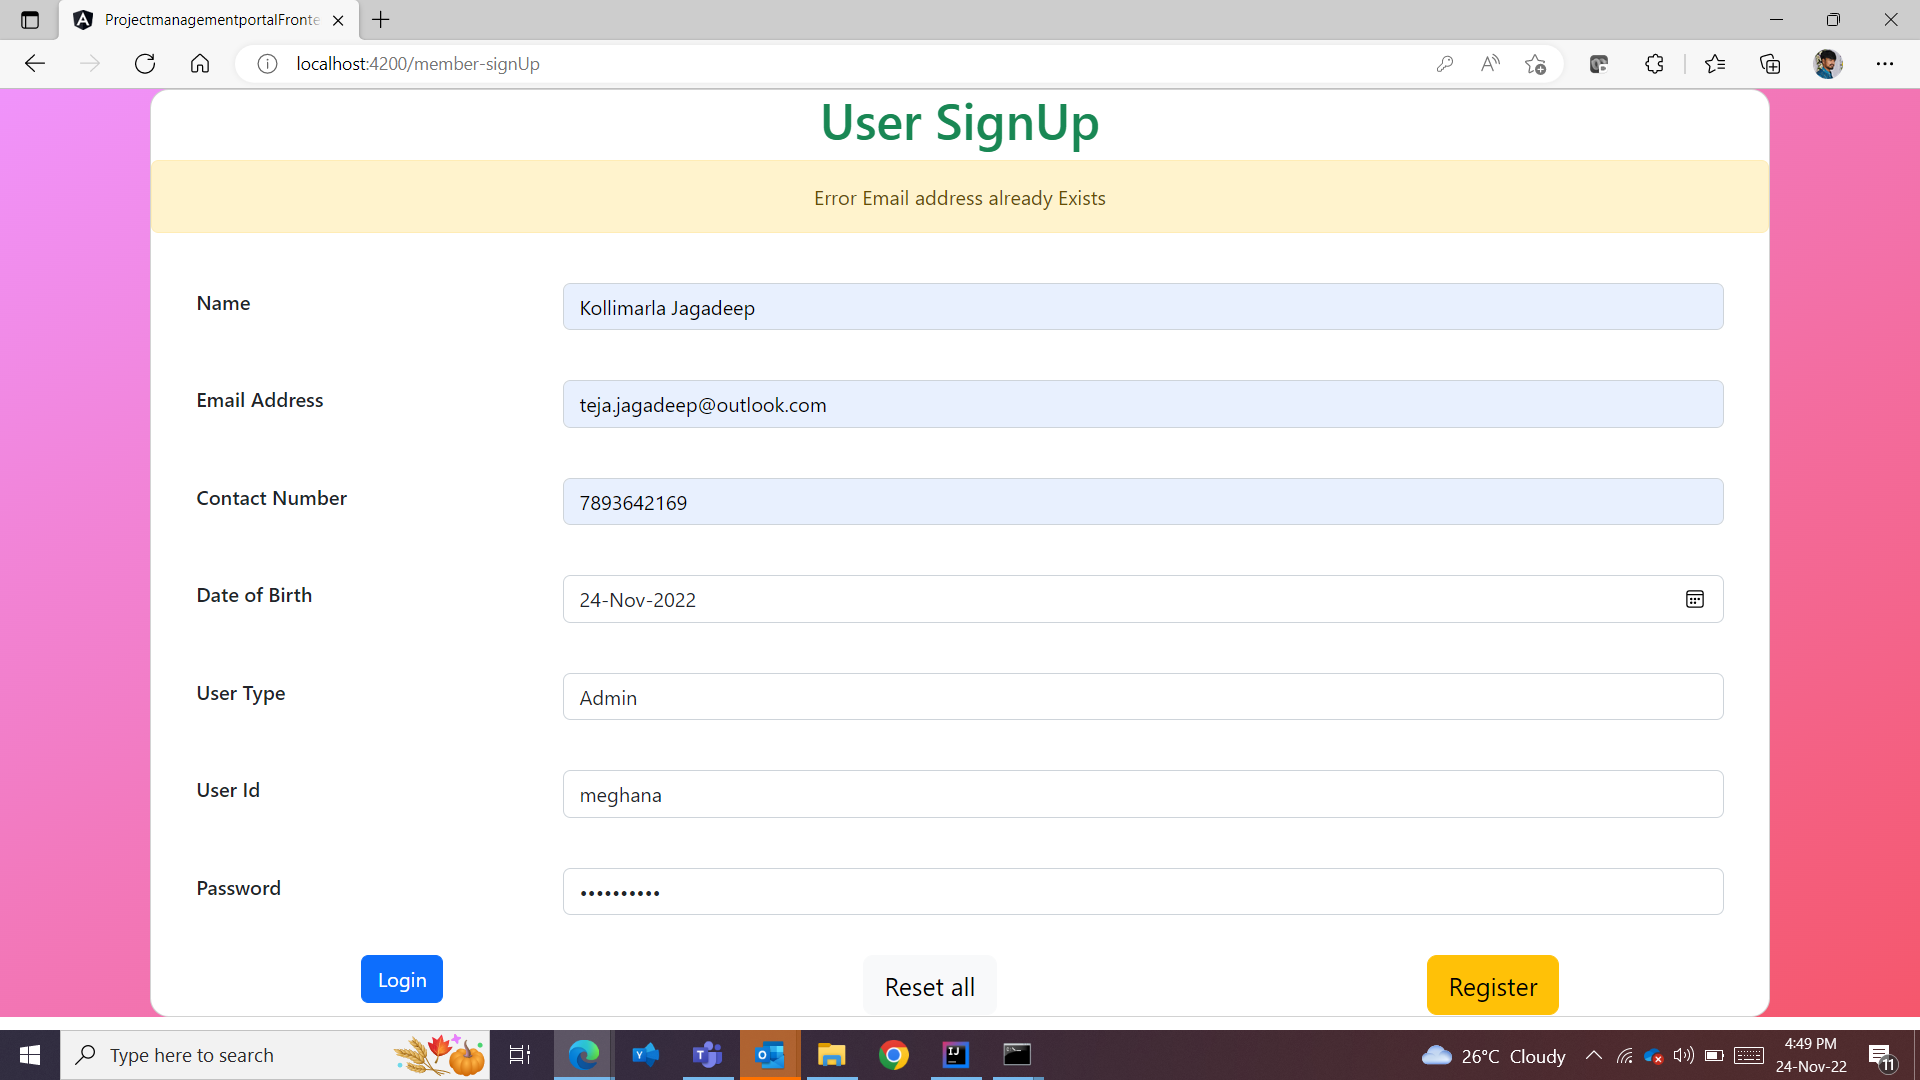 ProjectmanagementportalFronte
localhost:4200/member-signUp
User SignUp
Error Email address already Exists
Name
Kollimarla Jagadeep
Email Address
teja.jagadeep@outlook.com
Contact Number
7893642169
Date of Birth
24-Nov-2022
User Type
Admin
User Id
meghana
Password
••••••••••
Login
Reset all
Register
Type here to search
26°C Cloudy
4:49 PM
24-Nov-22
11